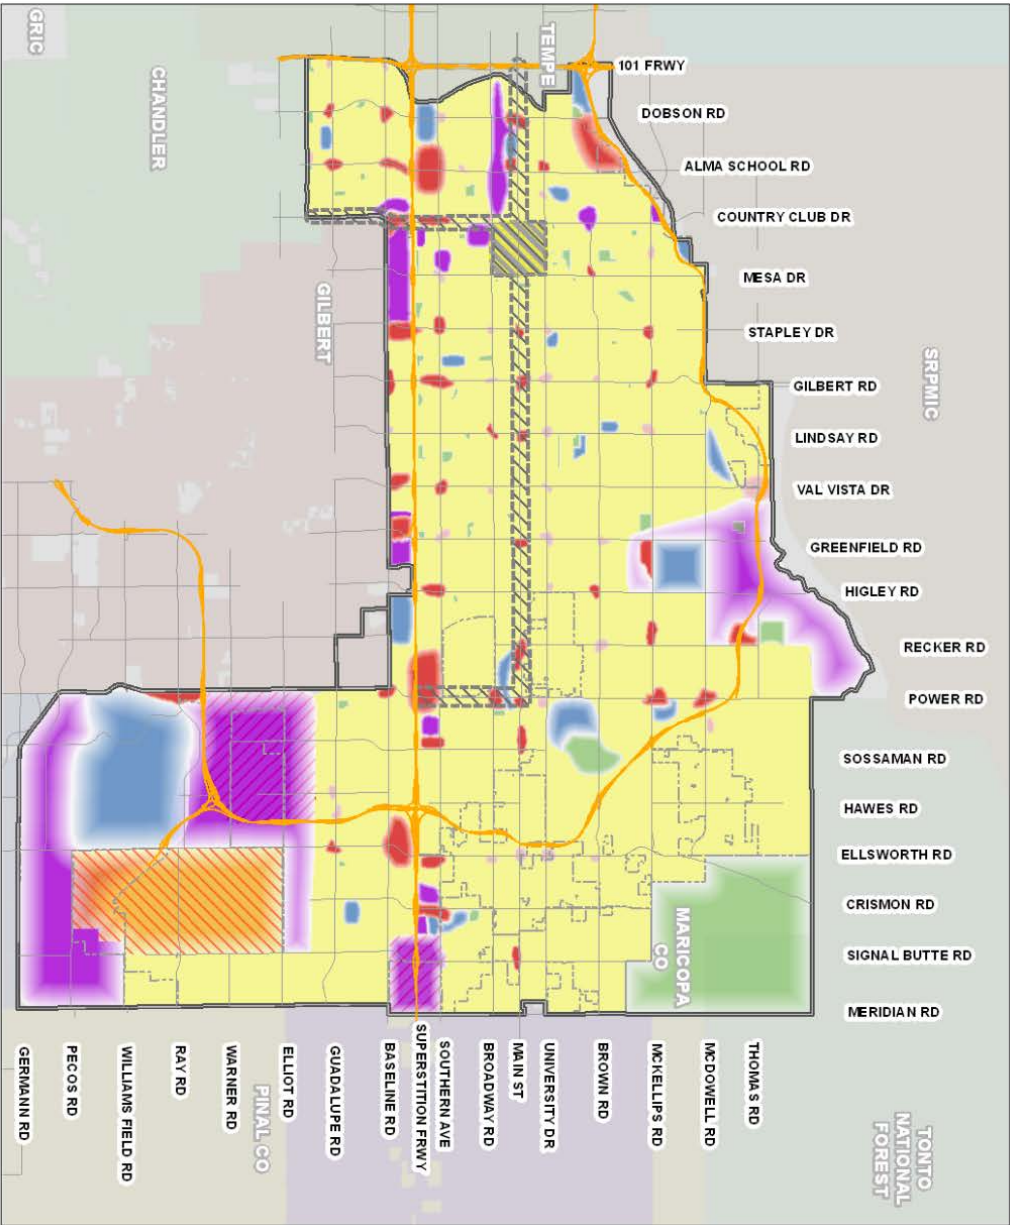 GRIC
CHANDLER
TEMPE
101 FRWY
DOBSON RD
ALMA SCHOOL RD
COUNTRY CLUB DR
MESA DR
STAPLEY DR
GILBERT RD
LINDSAY RD
VAL VISTA DR
GREENFIELD RD
HIGLEY RD
RECKER RD
POWER RD
SOSSAMAN RD
HAWES RD
ELLSWORTH RD
CRISMON RD
SIGNAL BUTTE RD
MERIDIAN RD
GILBERT
SRPMIC
MARICOPA
CO
GERMANN RD
PECOS RD
WILLIAMS FIELD RD
RAY RD
WARNER RD
PINAL CO
ELLIOT RD
GUADALUPE RD
BASELINE RD
SUPERSTITION FRWY
SOUTHERN AVE
BROADWAY RD
MAIN ST
UNIVERSITY DR
BROWN RD
MCKELLIPS RD
MCDOWELL RD
THOMAS RD
TONTO
NATIONAL
FOREST